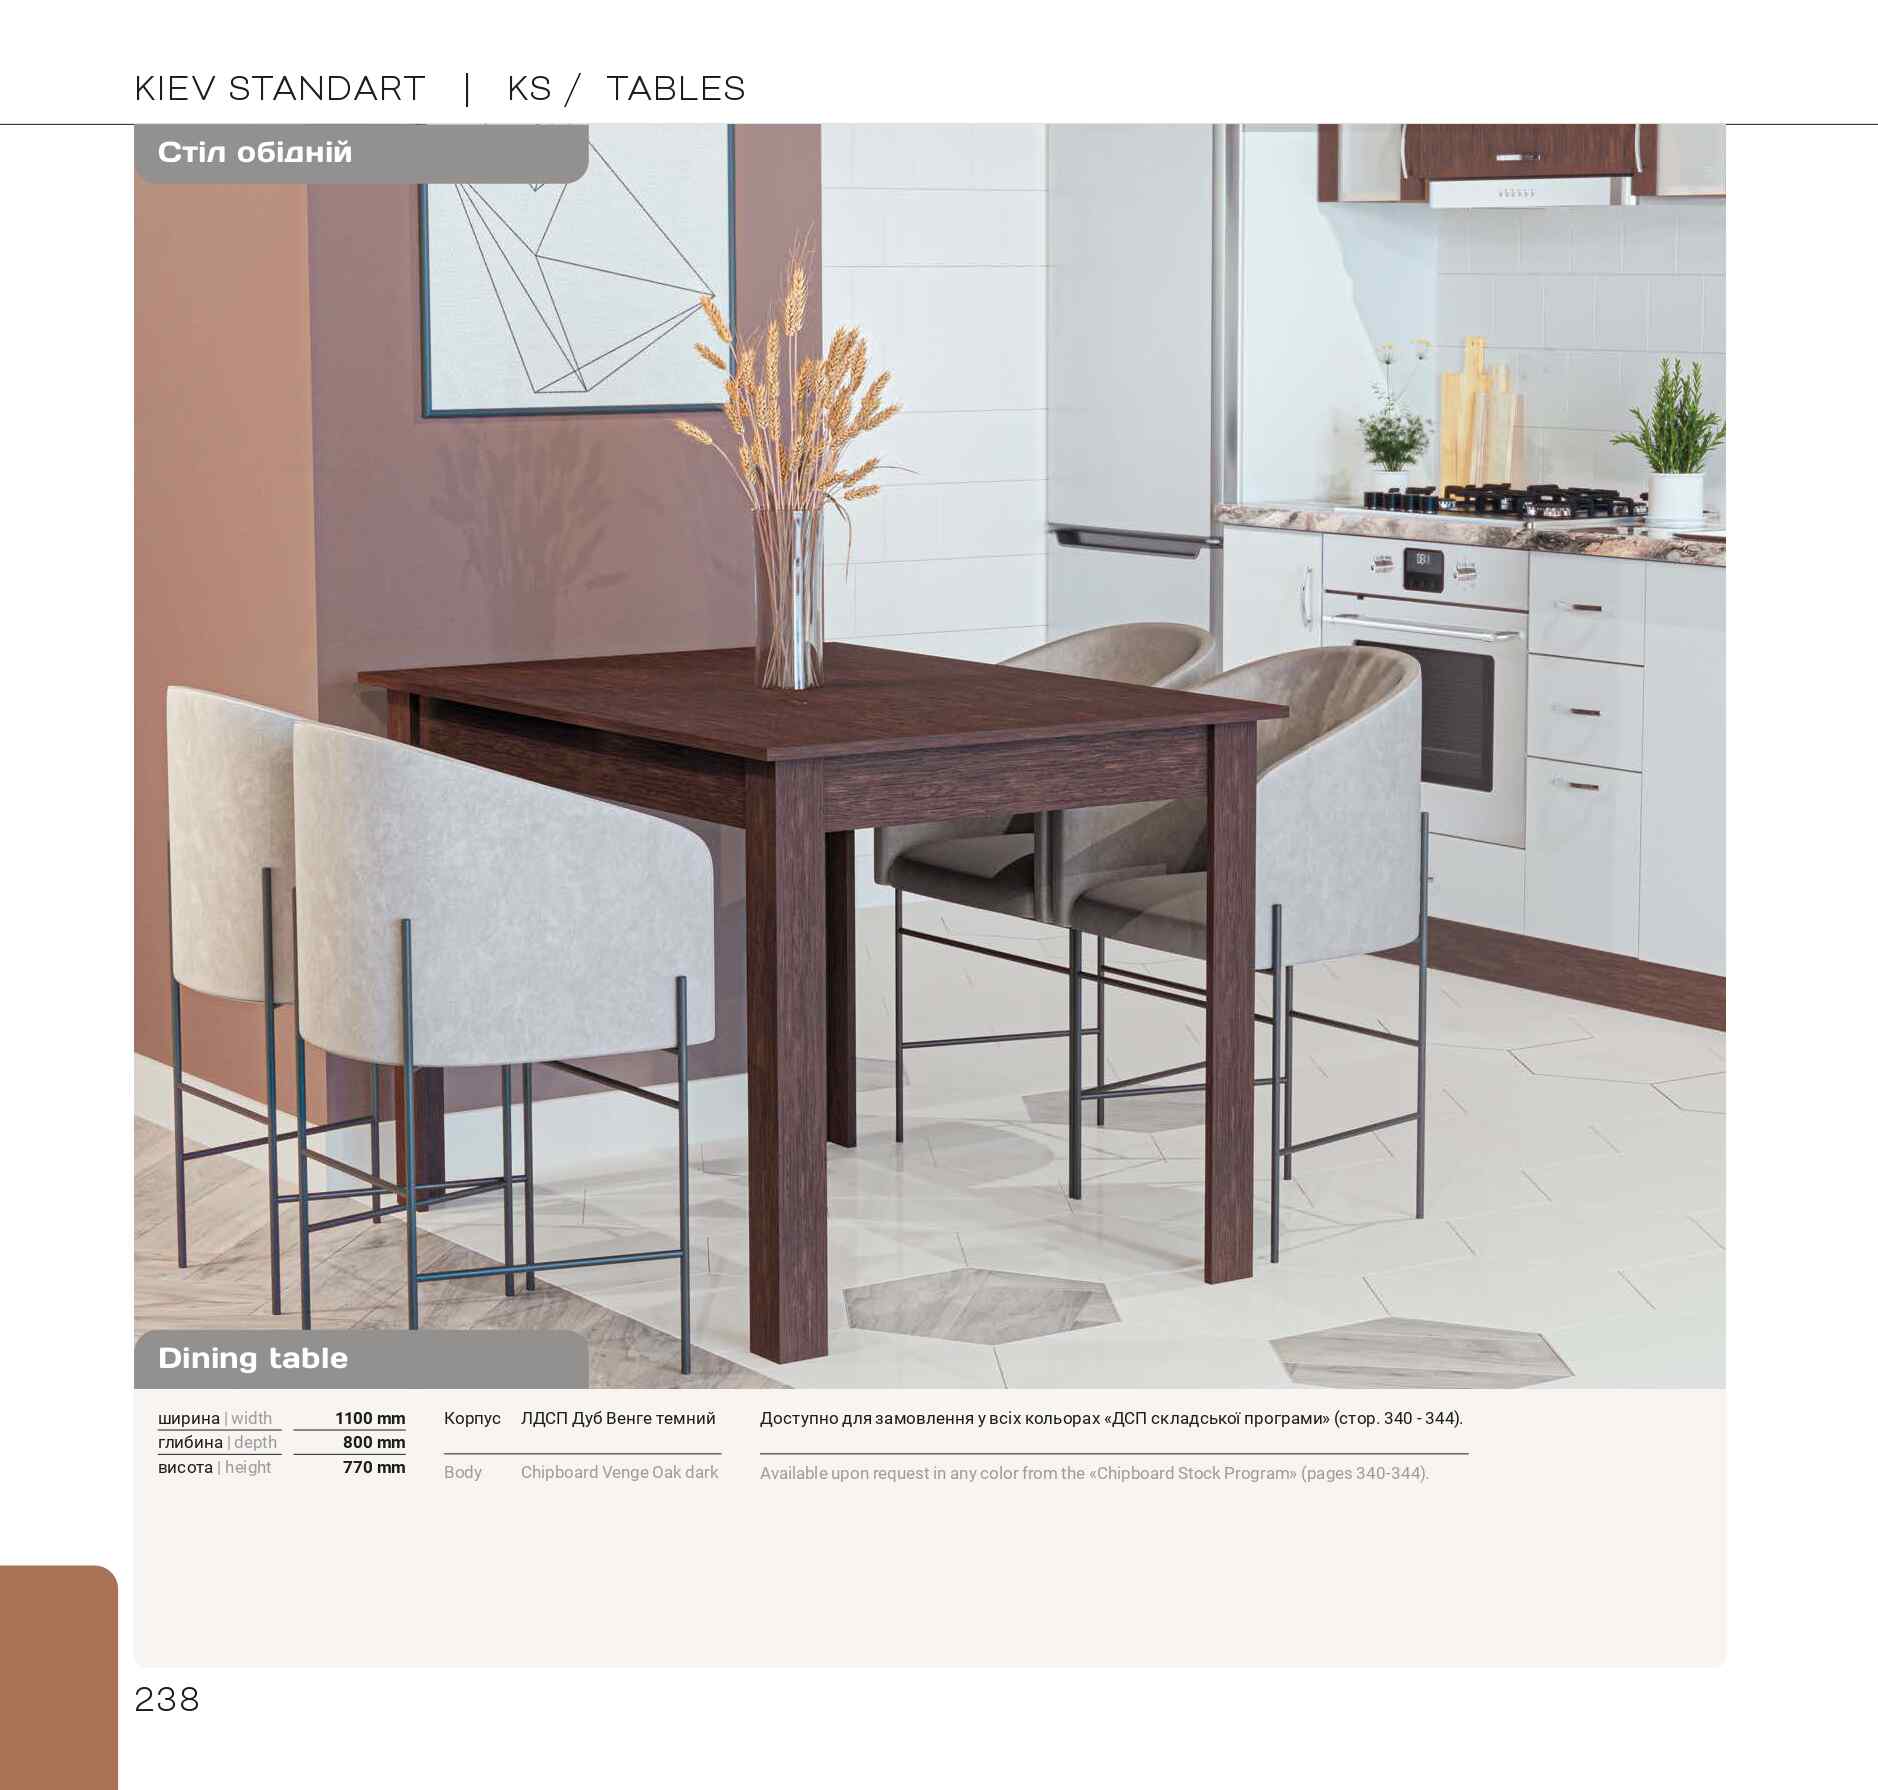 KIEV STANDART | KS / TABLES
Стіл обідній
Dining table
ширина | width 1100 mm
глибина | depth 800 mm
висота | height 770 mm
Корпус ЛДСП Дуб Венге темний
Body Chipboard Venge Oak dark
Доступно для замовлення у всіх кольорах «ДСП складської програми» (стор. 340 - 344).
Available upon request in any color from the «Chipboard Stock Program» (pages 340-344).
238